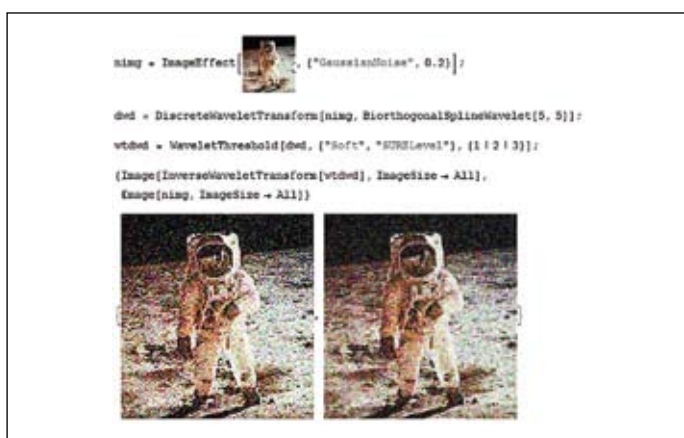 nimg = ImageEffect[, {"GaussianNoise", 0.2}];
dwd = DiscreteWaveletTransform[nimg, BiorthogonalSplineWavelet[5, 5]];
wtdwd = WaveletThreshold[dwd, {"Soft", "SURELevel"}, {1 | 2 | 3}];
{Image[InverseWaveletTransform[wtdwd], ImageSize → All],
Image[nimg, ImageSize → All]}
{ , }